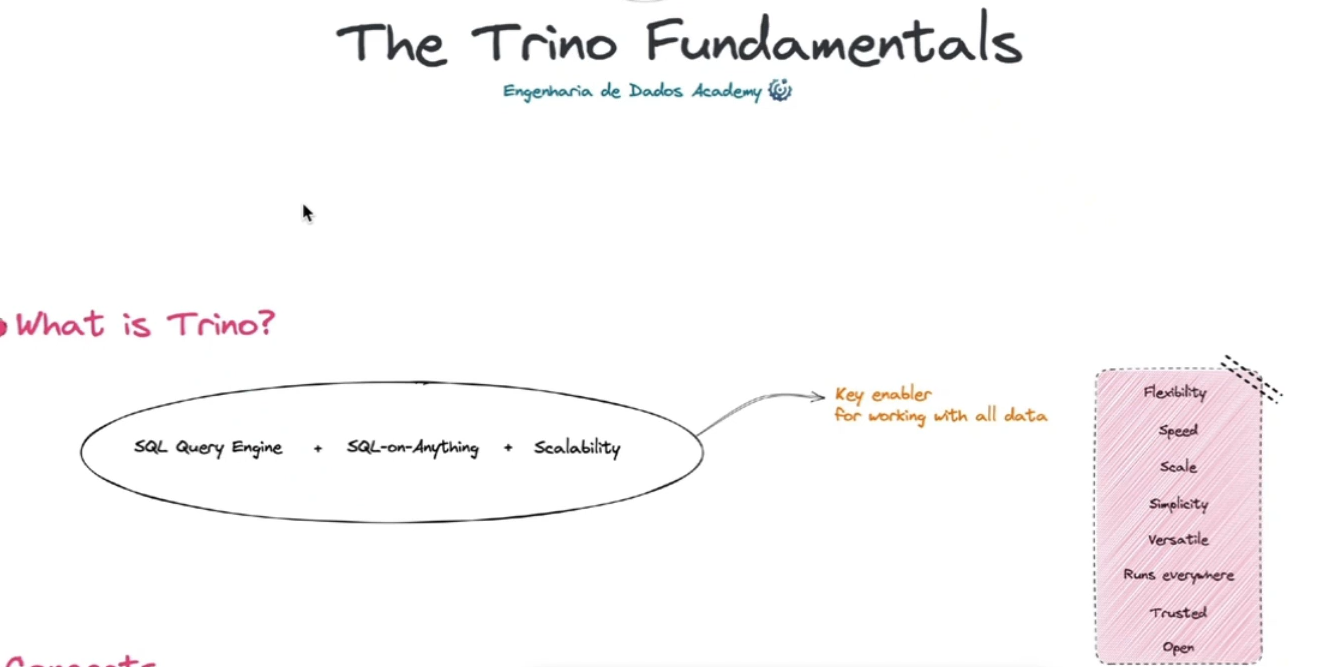 The Trino Fundamentals
Engenharia de Dados Academy
What is Trino?
SQL Query Engine + SQL-on-Anything + Scalability
Key enabler
for working with all data
Flexibility
Speed
Scale
Simplicity
Versatile
Runs everywhere
Trusted
Open